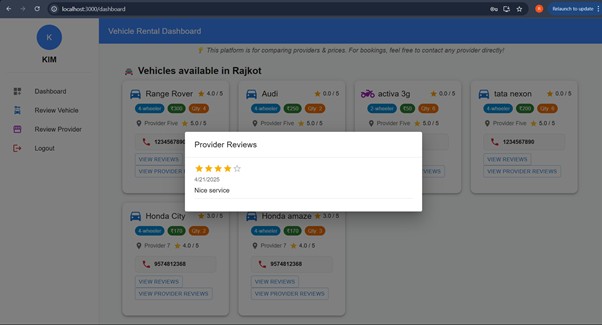 localhost:3000/dashboard
K
Relaunch to update
K
KIM
Dashboard
Review Vehicle
Review Provider
Logout
Vehicle Rental Dashboard
This platform is for comparing providers & prices. For bookings, feel free to contact any provider directly!
Vehicles available in Rajkot
Range Rover 4.0 / 5
4 wheeler ₹300 Qty: 4
Provider Five 5.0 / 5
1234567890
VIEW REVIEWS
VIEW PROVIDER REVIEWS
Audi 0.0 / 5
4 wheeler ₹250 Qty: 3
Provider Five 5.0 / 5
activa 3g 0.0 / 5
2 wheeler ₹50 Qty: 6
Provider Five 5.0 / 5
tata nexon 0.0 / 5
4 wheeler Qty: 6
Provider Five 5.0 / 5
1234567890
VIEW REVIEWS
VIEW PROVIDER REVIEWS
Provider Reviews
4/21/2025
Nice service
Honda City 3.0 / 5
4 wheeler ₹170 Qty: 2
Provider 7 4.0 / 5
9574812368
VIEW REVIEWS
VIEW PROVIDER REVIEWS
Honda amaze 3.0 / 5
4 wheeler ₹170 Qty: 2
Provider 7 4.0 / 5
9574812368
VIEW REVIEWS
VIEW PROVIDER REVIEWS